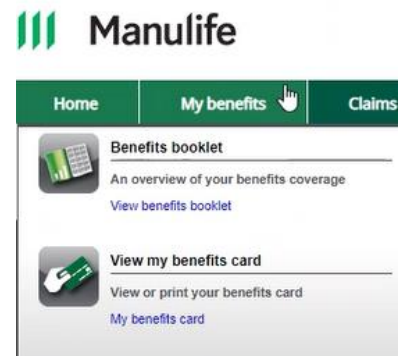 Manulife
Home My benefits Claims
Benefits booklet
An overview of your benefits coverage
View benefits booklet
View my benefits card
View or print your benefits card
My benefits card